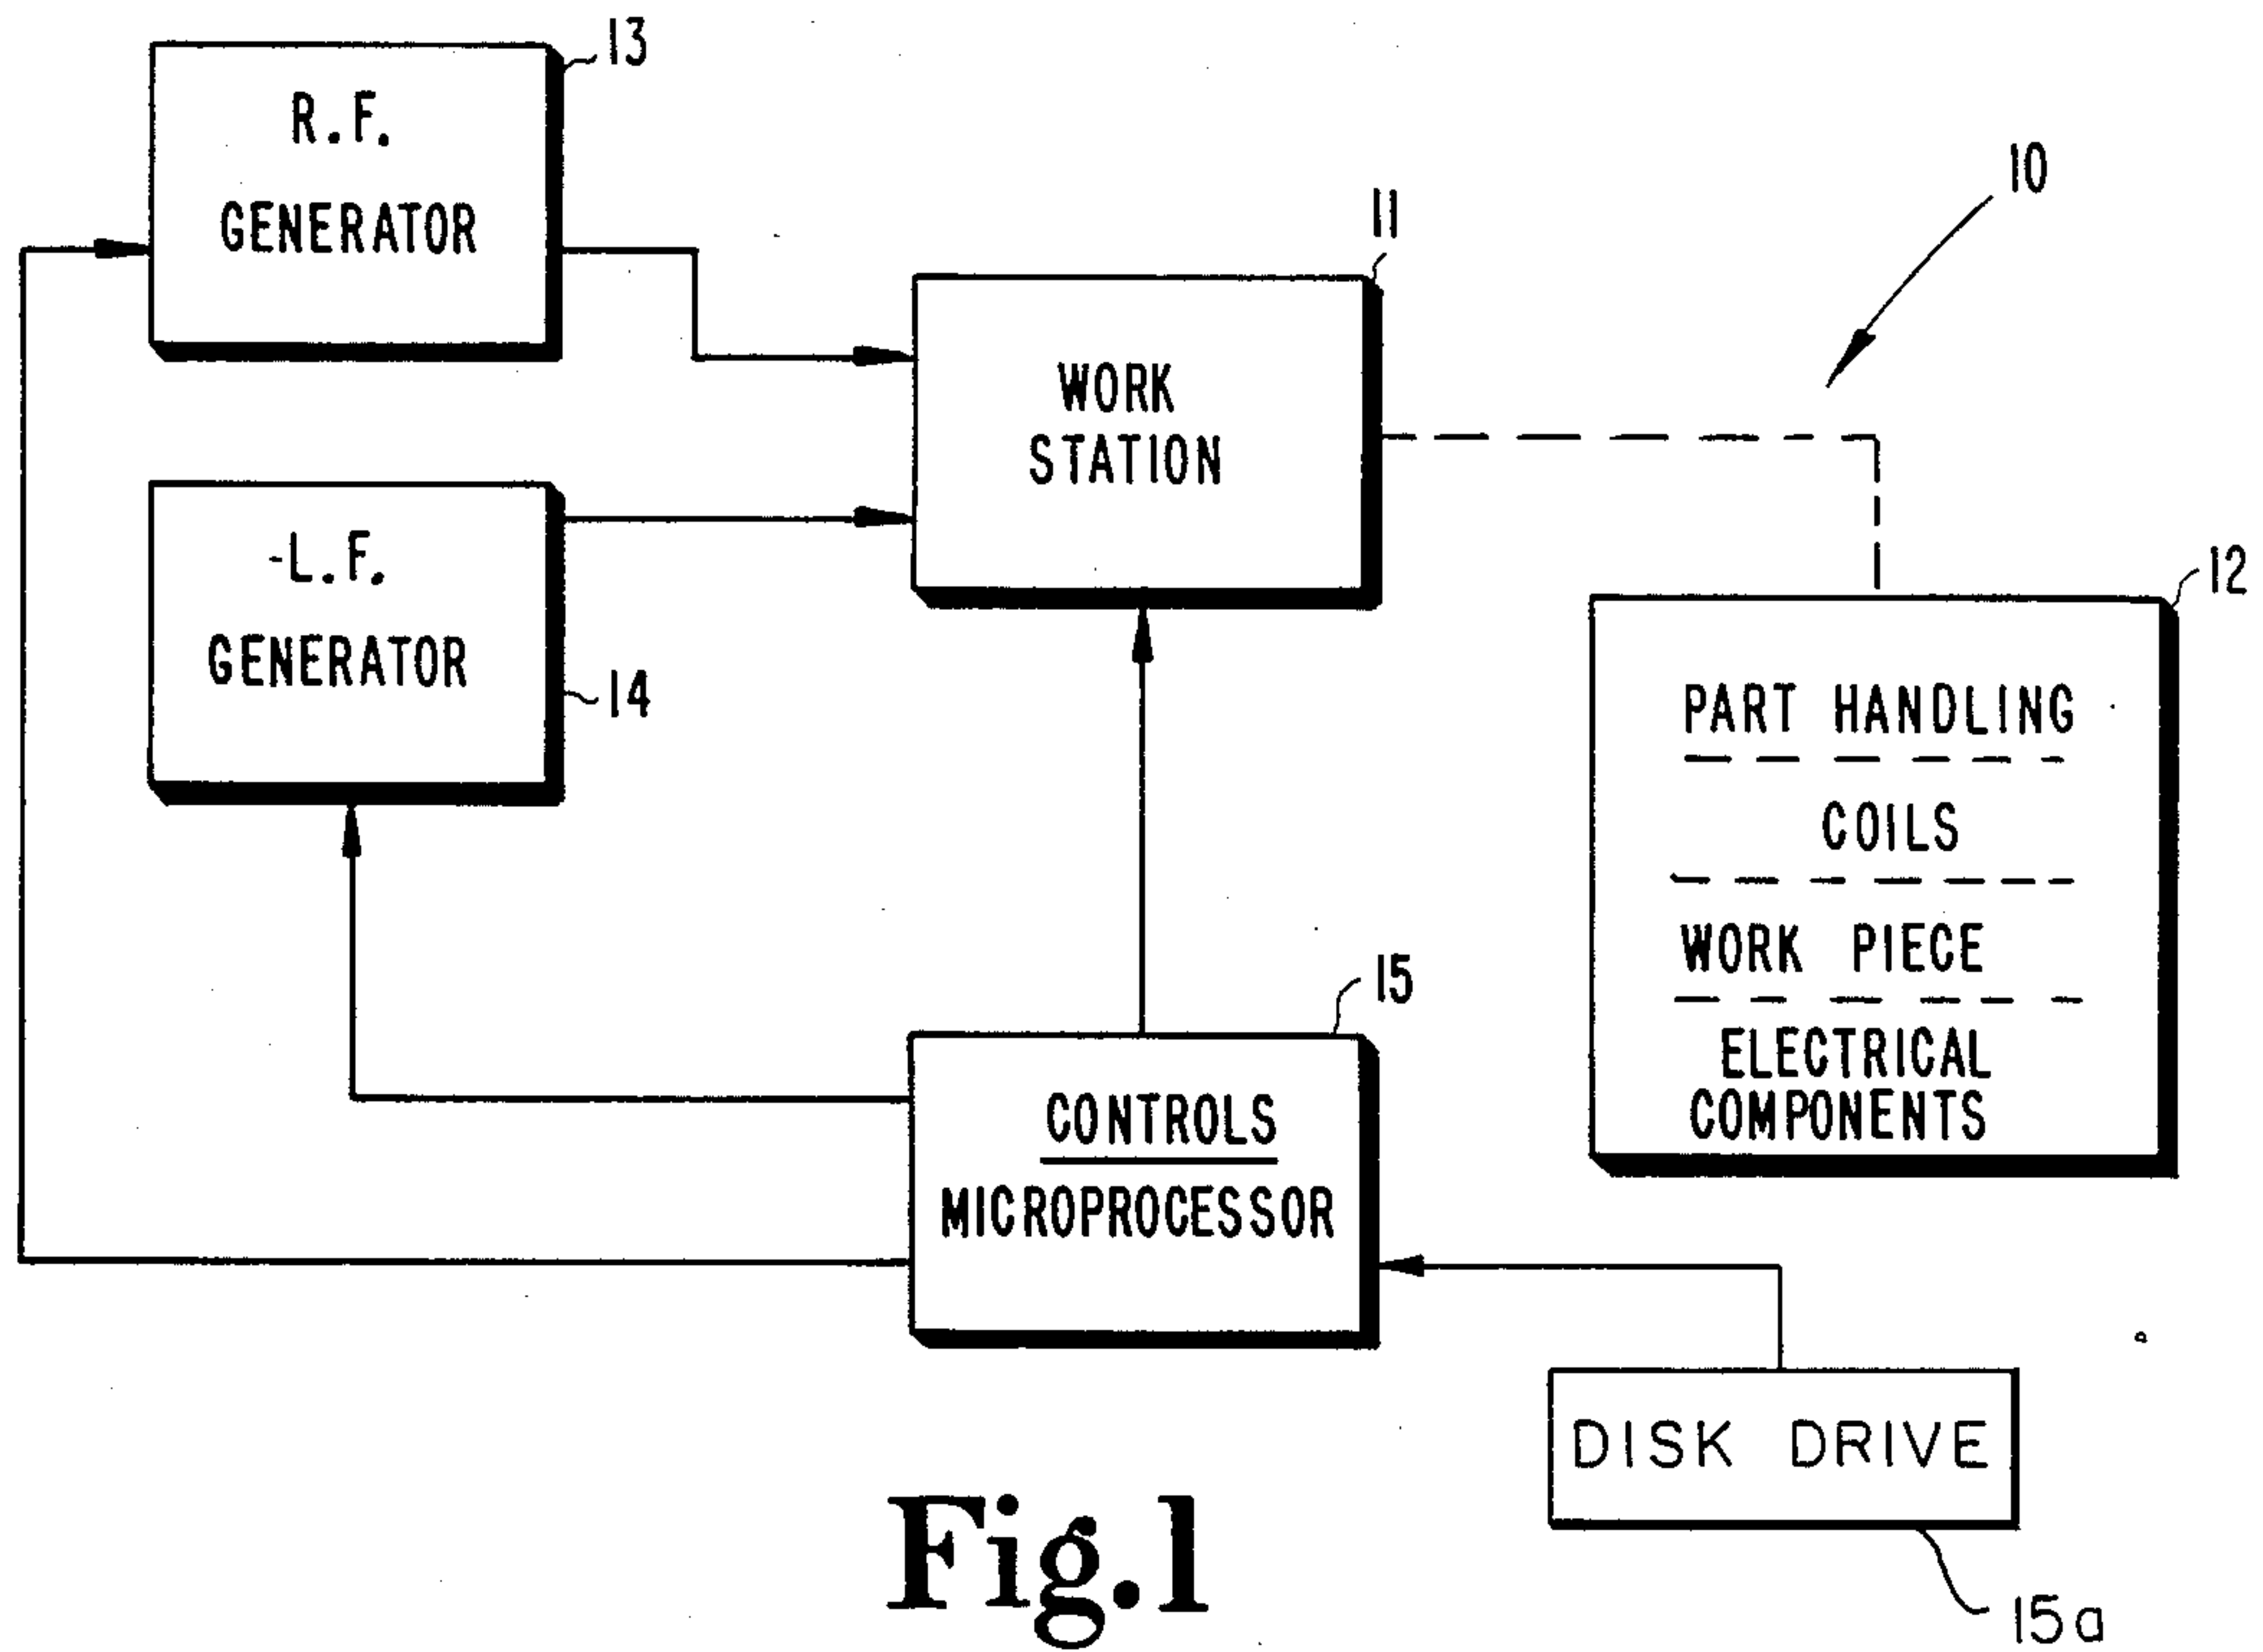 13
R.F.
GENERATOR
10
11
WORK
STATION
L.F.
GENERATOR
14
12
PART HANDLING
COILS
WORK PIECE
ELECTRICAL
COMPONENTS
15
CONTROLS
MICROPROCESSOR
DISK DRIVE
15a
Fig.1